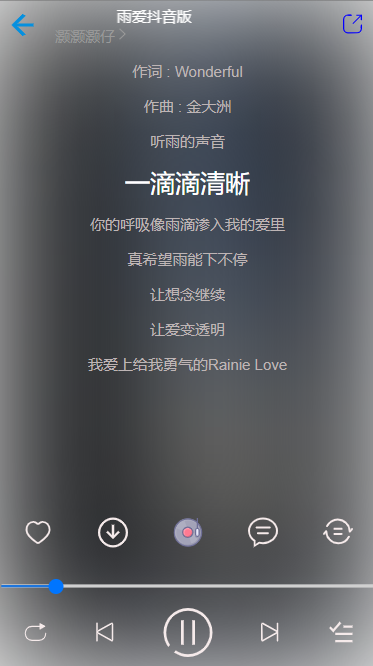 雨爱抖音版
灏灏灏仔
作词 : Wonderful
作曲 : 金大洲
听雨的声音
一滴滴清晰
你的呼吸像雨滴渗入我的爱里
真希望雨能下不停
让想念继续
让爱变透明
我爱上给我勇气的Rainie Love